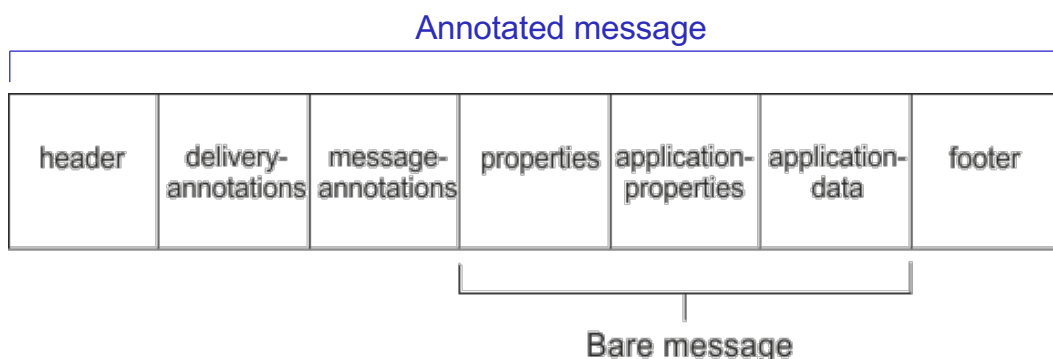 Annotated message
header
delivery-
annotations
message-
annotations
properties
application-
properties
application-
data
footer
Bare message